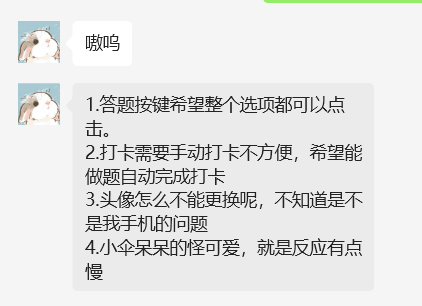 嗷呜
1.答题按键希望整个选项都可以点
击。
2.打卡需要手动打卡不方便，希望能
做题自动完成打卡
3.头像怎么不能更换呢，不知道是不
是我手机的问题
4.小伞呆呆的怪可爱，就是反应有点
慢